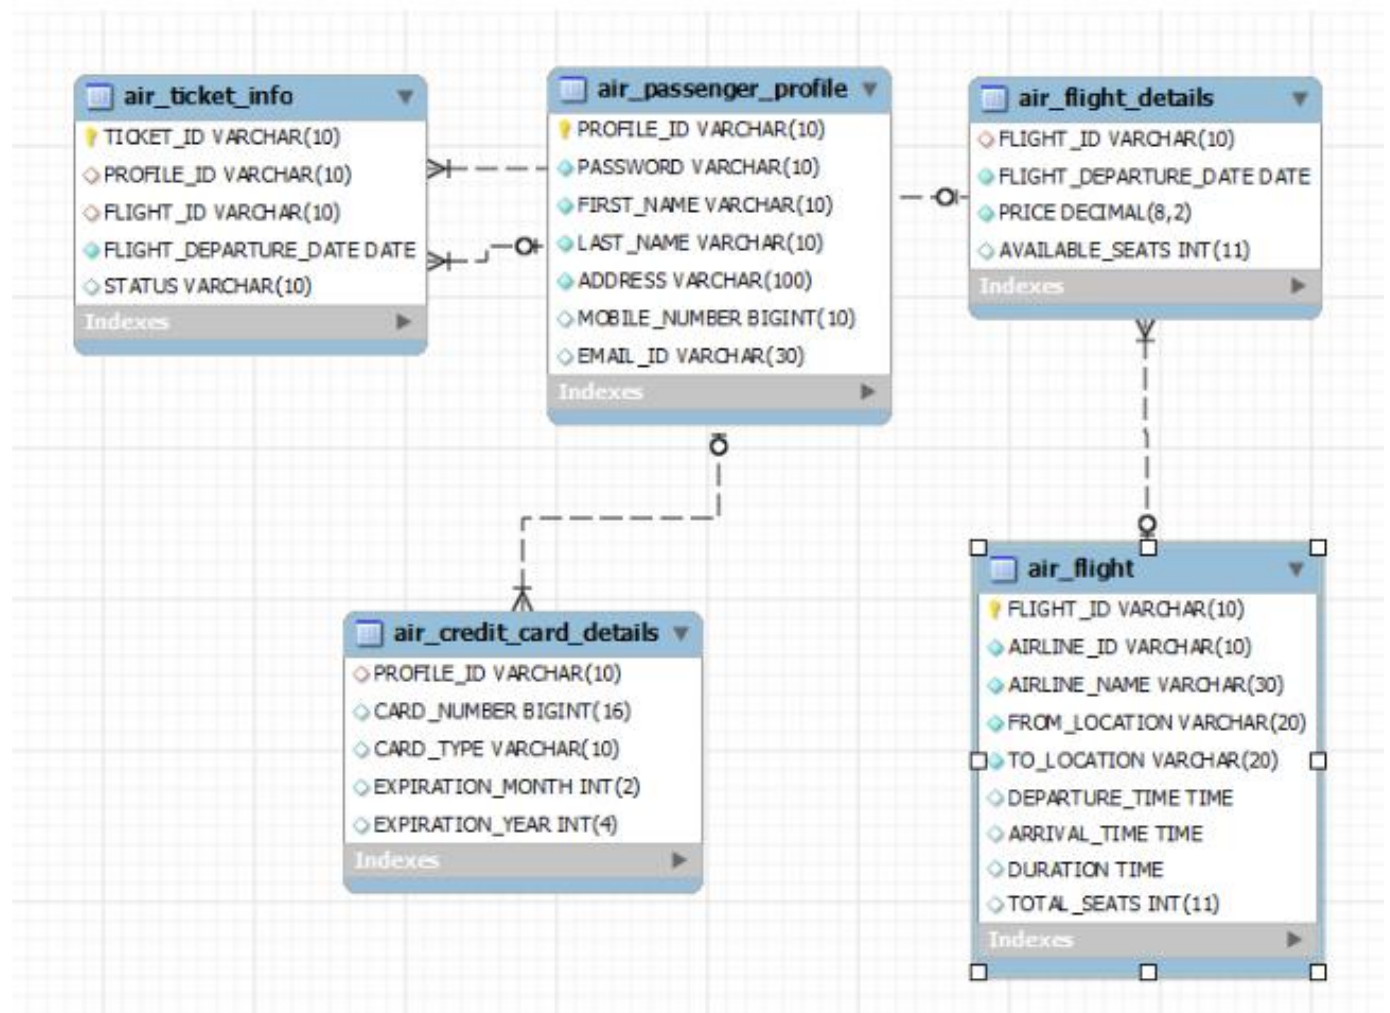 air_ticket_info
TICKET_ID VARCHAR(10)
PROFILE_ID VARCHAR(10)
FLIGHT_ID VARCHAR(10)
FLIGHT_DEPARTURE_DATE DATE
STATUS VARCHAR(10)
Indexes
air_passenger_profile
PROFILE_ID VARCHAR(10)
PASSWORD VARCHAR(10)
FIRST_NAME VARCHAR(10)
LAST_NAME VARCHAR(10)
ADDRESS VARCHAR(100)
MOBILE_NUMBER BIGINT(10)
EMAIL_ID VARCHAR(30)
Indexes
air_flight_details
FLIGHT_ID VARCHAR(10)
FLIGHT_DEPARTURE_DATE DATE
PRICE DECIMAL(8,2)
AVAILABLE_SEATS INT(11)
Indexes
air_credit_card_details
PROFILE_ID VARCHAR(10)
CARD_NUMBER BIGINT(16)
CARD_TYPE VARCHAR(10)
EXPIRATION_MONTH INT(2)
EXPIRATION_YEAR INT(4)
Indexes
air_flight
FLIGHT_ID VARCHAR(10)
AIRLINE_ID VARCHAR(10)
AIRLINE_NAME VARCHAR(30)
FROM_LOCATION VARCHAR(20)
TO_LOCATION VARCHAR(20)
DEPARTURE_TIME TIME
ARRIVAL_TIME TIME
DURATION TIME
TOTAL_SEATS INT(11)
Indexes